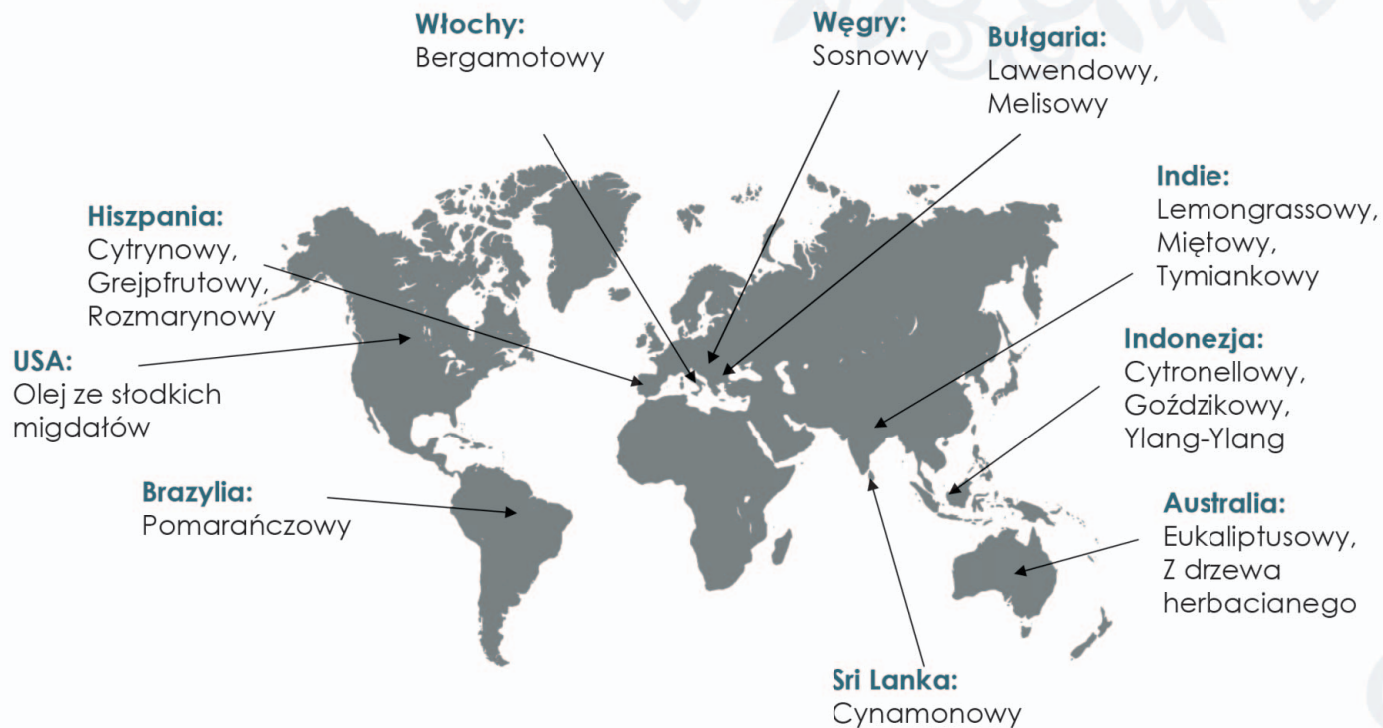 Włochy:
Bergamotowy
Węgry:
Sosnowy
Bułgaria:
Lawendowy,
Melisowy
Hiszpania:
Cytrynowy,
Grejpfrutowy,
Rozmarynowy
Indie:
Lemongrassowy,
Miętowy,
Tymiankowy
USA:
Olej ze słodkich
migdałów
Indonezja:
Cytronellowy,
Goździkowy,
Ylang-Ylang
Brazylia:
Pomarańczowy
Australia:
Eukaliptusowy,
Z drzewa
herbacianego
Sri Lanka:
Cynamonowy